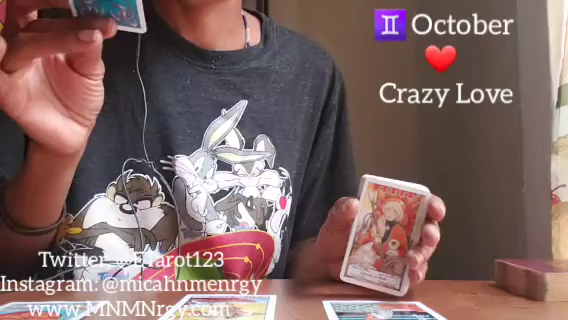 ♊ October
❤️
Crazy Love
Twitter @ETarot123
Instagram: @micahnmenrgy
www.MNMNrgy.com